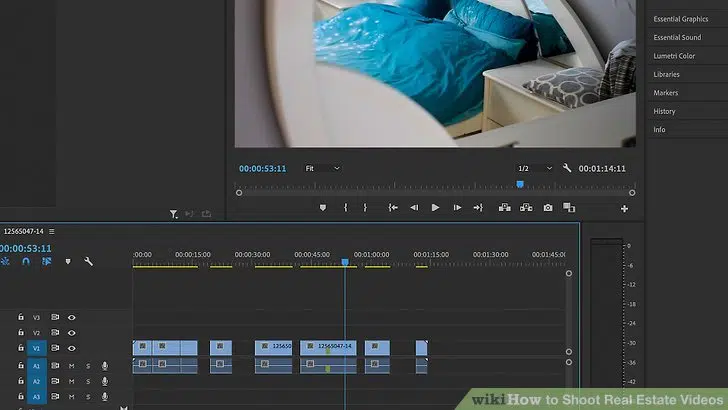 Essential Graphics
Essential Sound
Lumetri Color
Libraries
Markers
History
Info
00:00:53:11 Fit 1/2 00:01:14:11
12565047-14
00:00:53:11
:00:00 00:00:15:00 00:00:30:00 00:00:45:00 00:01:00:00 00:01:15:00 00:01:30:00 00:01:45:00
V3
V2
V1 12565 12565047-14
A1 M S
A2 M S
A3 M S
0
-6
-12
-18
-24
-30
-36
-42
wikiHow to Shoot Real Estate Videos